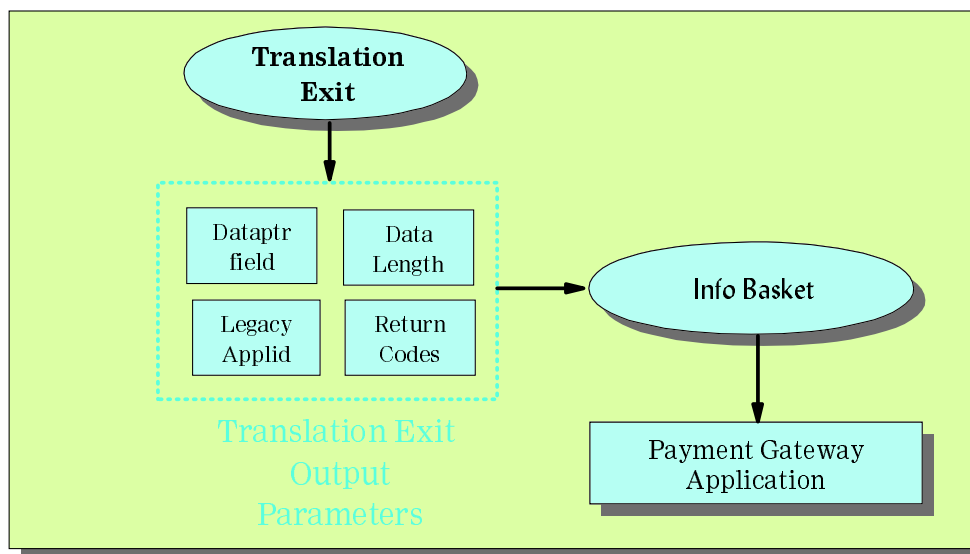 Translation
Exit
Dataptr
field
Data
Length
Legacy
Applid
Return
Codes
Translation Exit
Output
Parameters
Info Basket
Payment Gateway
Application